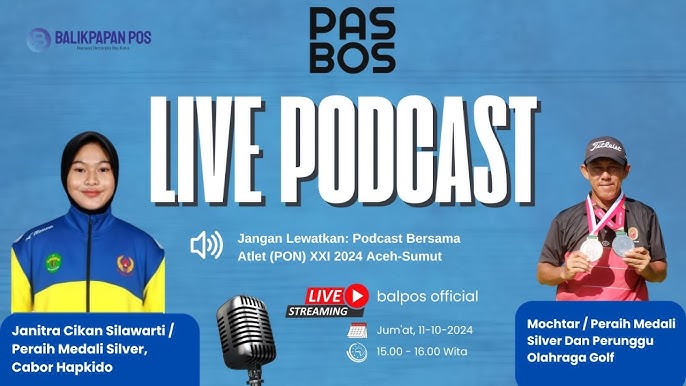 BALIKPAPAN POS
PAS
BOS
LIVE PODCAST
Jangan Lewatkan: Podcast Bersama
Atlet (PON) XXI 2024 Aceh-Sumut
LIVE
STREAMING
balpos official
Jum'at, 11-10-2024
15.00 - 16.00 Wita
Janitra Cikan Silawarti /
Peraih Medali Silver,
Cabor Hapkido
Titleist
Mochtar / Peraih Medali
Silver Dan Perunggu
Olahraga Golf